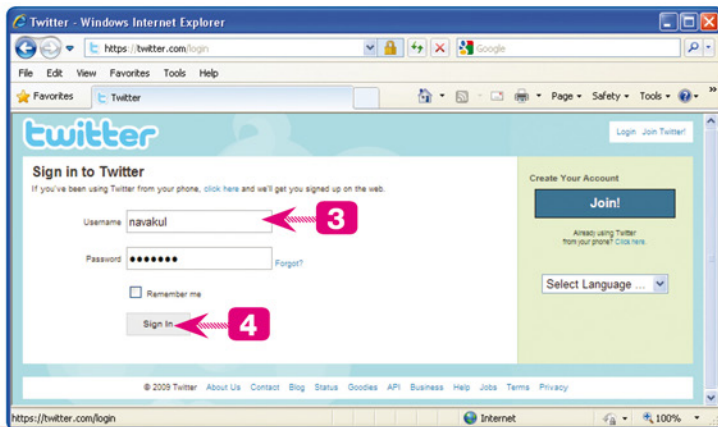 Twitter - Windows Internet Explorer
https://twitter.com/login
Google
File Edit View Favorites Tools Help
Favorites Twitter Page Safety Tools
twitter
Login Join Twitter!
Sign in to Twitter
If you've been using Twitter from your phone, click here and we'll get you signed up on the web.
Username navakul 3
Password ●●●●●●● Forgot?
Remember me
Sign In 4
Create Your Account
Join!
Already using Twitter
from your phone? Click here.
Select Language ...
© 2009 Twitter About Us Contact Blog Status Goodies API Business Help Jobs Terms Privacy
https://twitter.com/login Internet 100%